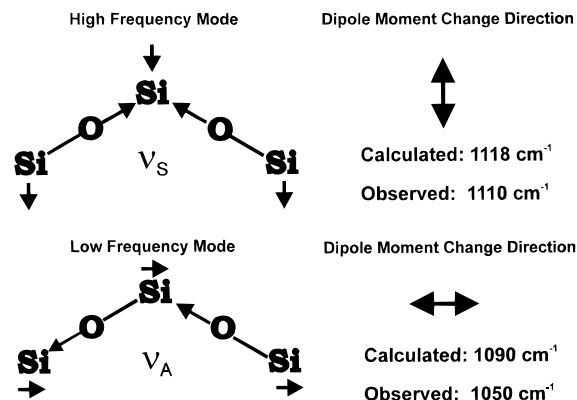 High Frequency Mode
Dipole Moment Change Direction
Si
O O
Si Si
νS
Calculated: 1118 cm-1
Observed: 1110 cm-1
Low Frequency Mode
Dipole Moment Change Direction
Si
O O
Si Si
νA
Calculated: 1090 cm-1
Observed: 1050 cm-1